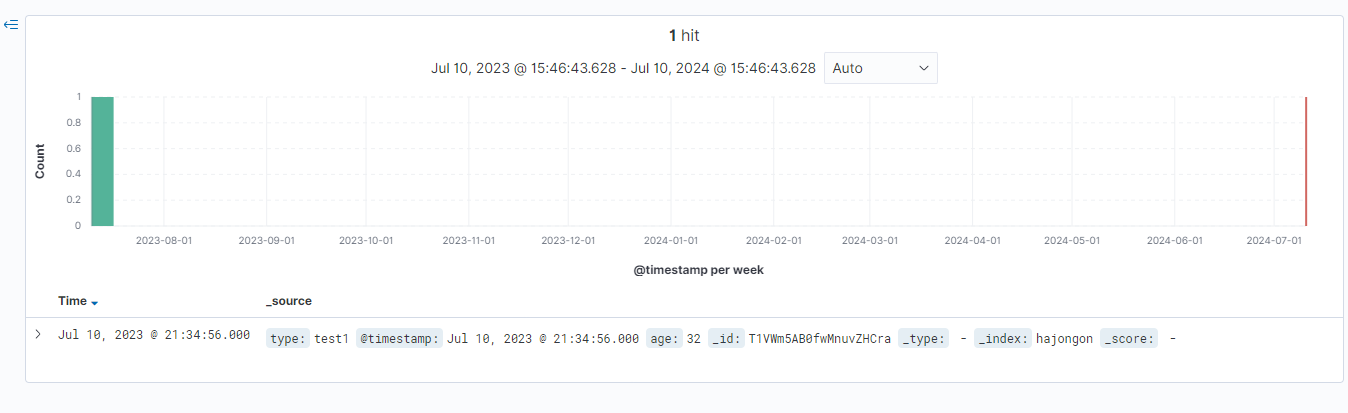 1 hit
Jul 10, 2023 @ 15:46:43.628 - Jul 10, 2024 @ 15:46:43.628 Auto
1
0.8
0.6
0.4
0.2
0
Count
2023-08-01 2023-09-01 2023-10-01 2023-11-01 2023-12-01 2024-01-01 2024-02-01 2024-03-01 2024-04-01 2024-05-01 2024-06-01 2024-07-01
@timestamp per week
Time _source
Jul 10, 2023 @ 21:34:56.000 type: test1 @timestamp: Jul 10, 2023 @ 21:34:56.000 age: 32 _id: T1VWm5AB0fwMnuvZHCra _type: - _index: hajongon _score: -